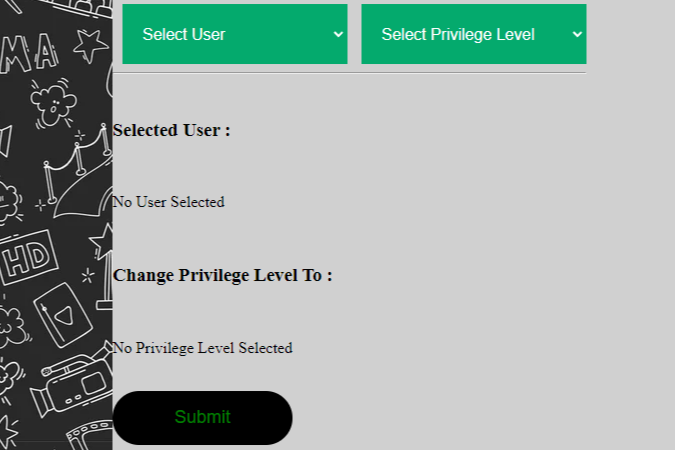 MA
HD
Select User
Select Privilege Level
Selected User :
No User Selected
Change Privilege Level To :
No Privilege Level Selected
Submit